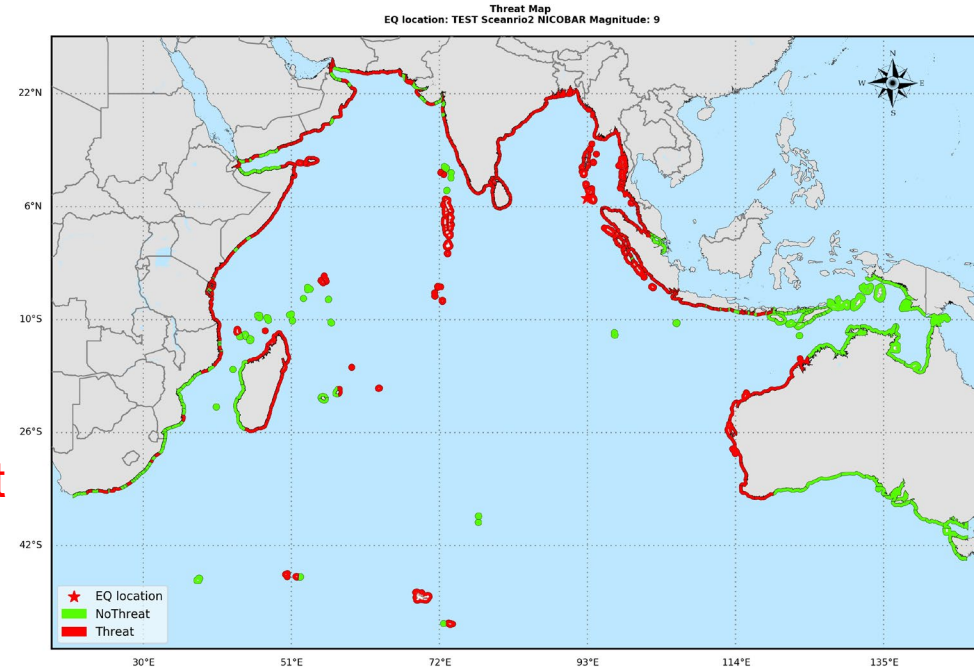 Threat Map
EQ location: TEST Sceanrio2 NICOBAR Magnitude: 9
N
W E
S
22°N
6°N
10°S
26°S
42°S
EQ location
NoThreat
Threat
30°E 51°E 72°E 93°E 114°E 135°E